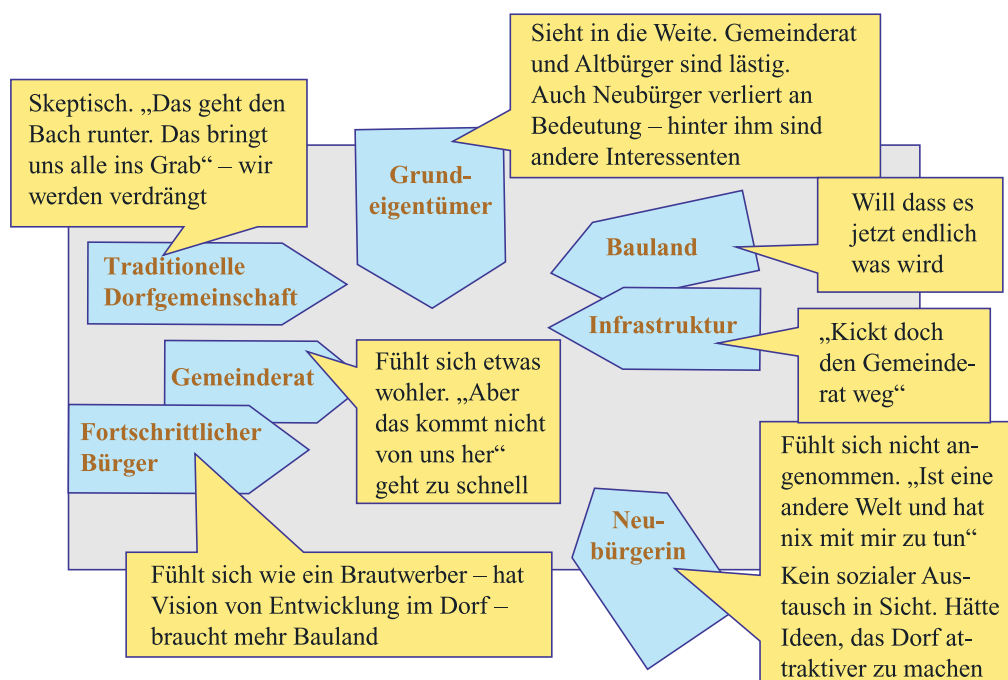 Sieht in die Weite. Gemeinderat
und Altbürger sind lästig.
Auch Neubürger verliert an
Bedeutung – hinter ihm sind
andere Interessenten
Skeptisch. „Das geht den
Bach runter. Das bringt
uns alle ins Grab“ – wir
werden verdrängt
Grund-
eigentümer
Will dass es
jetzt endlich
was wird
Bauland
Traditionelle
Dorfgemeinschaft
Infrastruktur
„Kickt doch
den Gemeinde-
rat weg“
Gemeinderat
Fühlt sich etwas
wohler. „Aber
das kommt nicht
von uns her“
geht zu schnell
Fortschrittlicher
Bürger
Fühlt sich nicht an-
genommen. „Ist eine
andere Welt und hat
nix mit mir zu tun“
Kein sozialer Aus-
tausch in Sicht. Hätte
Ideen, das Dorf at-
traktiver zu machen
Neu-
bürgerin
Fühlt sich wie ein Brautwerber – hat
Vision von Entwicklung im Dorf –
braucht mehr Bauland